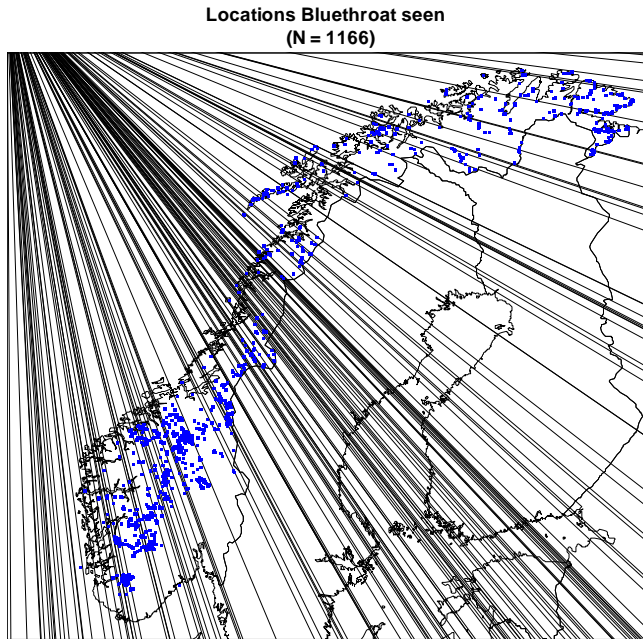 Locations Bluethroat seen
(N = 1166)